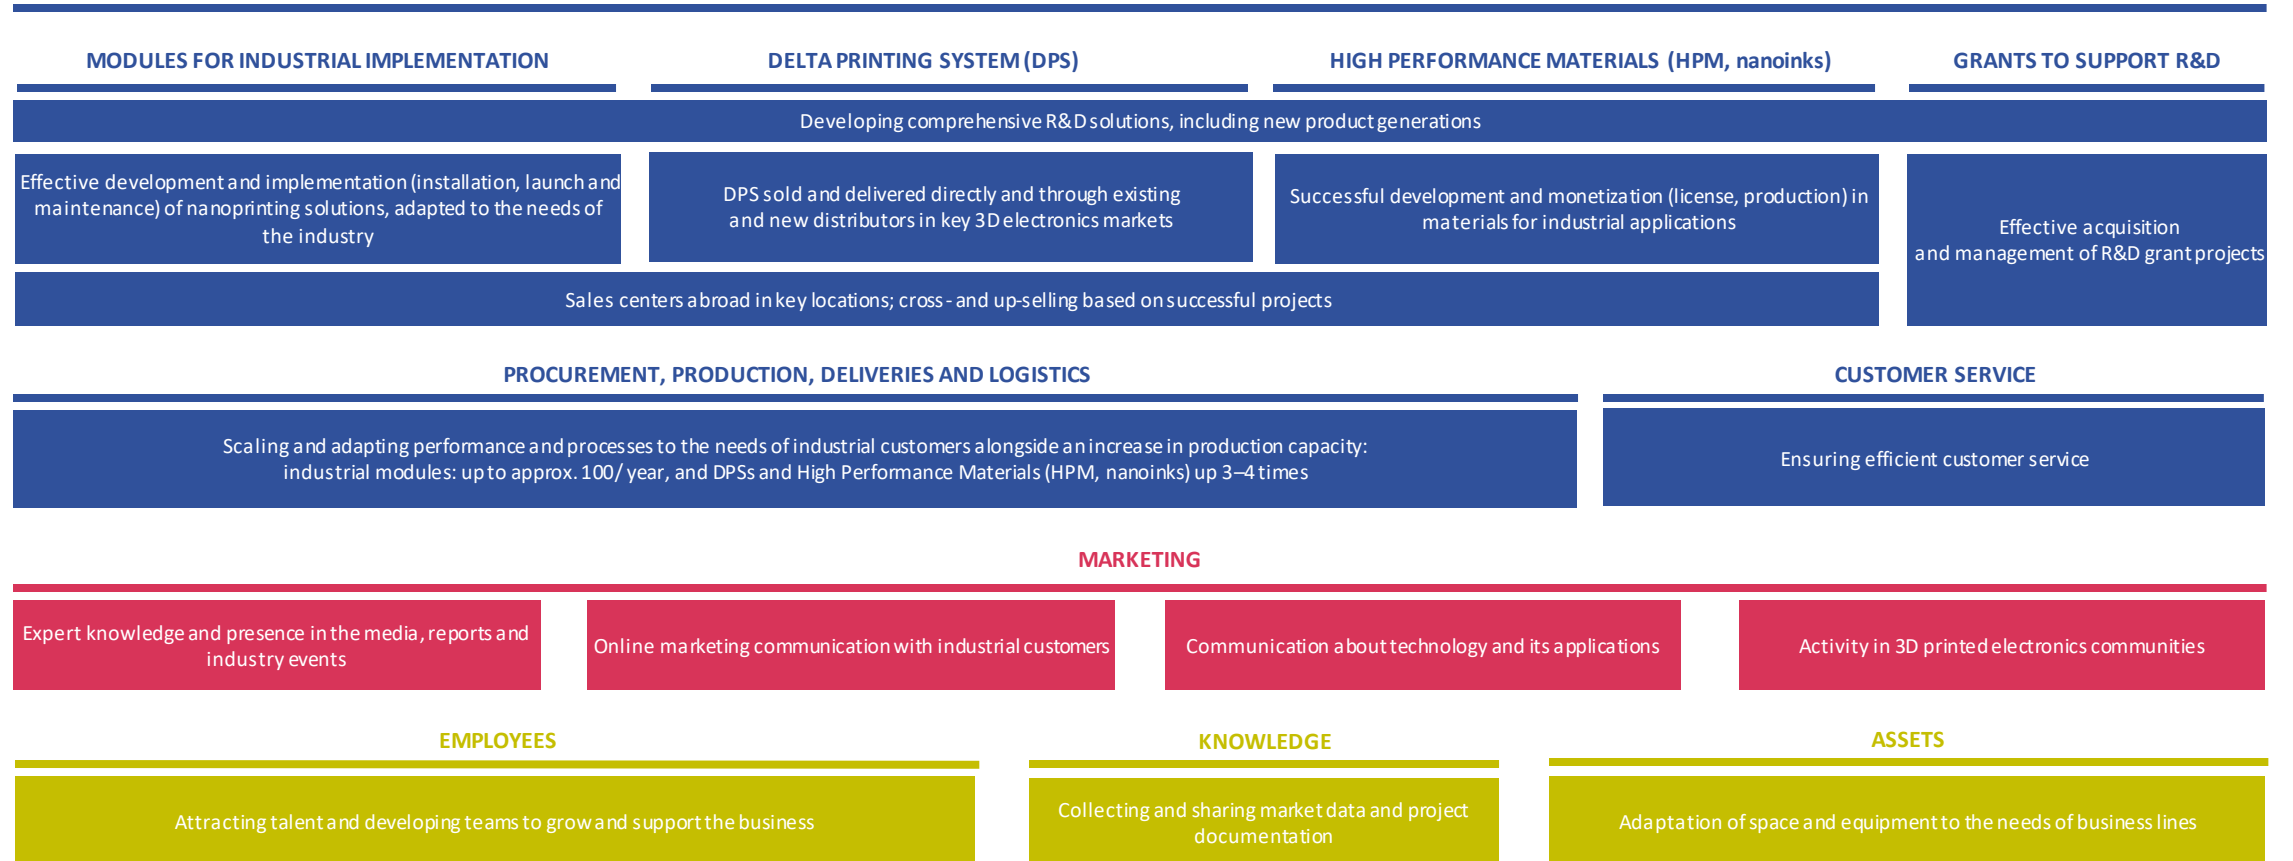 MODULES FOR INDUSTRIAL IMPLEMENTATION
DELTA PRINTING SYSTEM (DPS)
HIGH PERFORMANCE MATERIALS (HPM, nanoinks)
GRANTS TO SUPPORT R&D
Developing comprehensive R&D solutions, including new product generations
Effective development and implementation (installation, launch and
maintenance) of nanoprinting solutions, adapted to the needs of
the industry
DPS sold and delivered directly and through existing
and new distributors in key 3D electronics markets
Successful development and monetization (license, production) in
materials for industrial applications
Effective acquisition
and management of R&D grant projects
Sales centers abroad in key locations; cross- and up-selling based on successful projects
PROCUREMENT, PRODUCTION, DELIVERIES AND LOGISTICS
CUSTOMER SERVICE
Scaling and adapting performance and processes to the needs of industrial customers alongside an increase in production capacity:
industrial modules: up to approx. 100/ year, and DPSs and High Performance Materials (HPM, nanoinks) up 3–4 times
Ensuring efficient customer service
MARKETING
Expert knowledge and presence in the media, reports and
industry events
Online marketing communication with industrial customers
Communication about technology and its applications
Activity in 3D printed electronics communities
EMPLOYEES
KNOWLEDGE
ASSETS
Attracting talent and developing teams to grow and support the business
Collecting and sharing market data and project
documentation
Adaptation of space and equipment to the needs of business lines